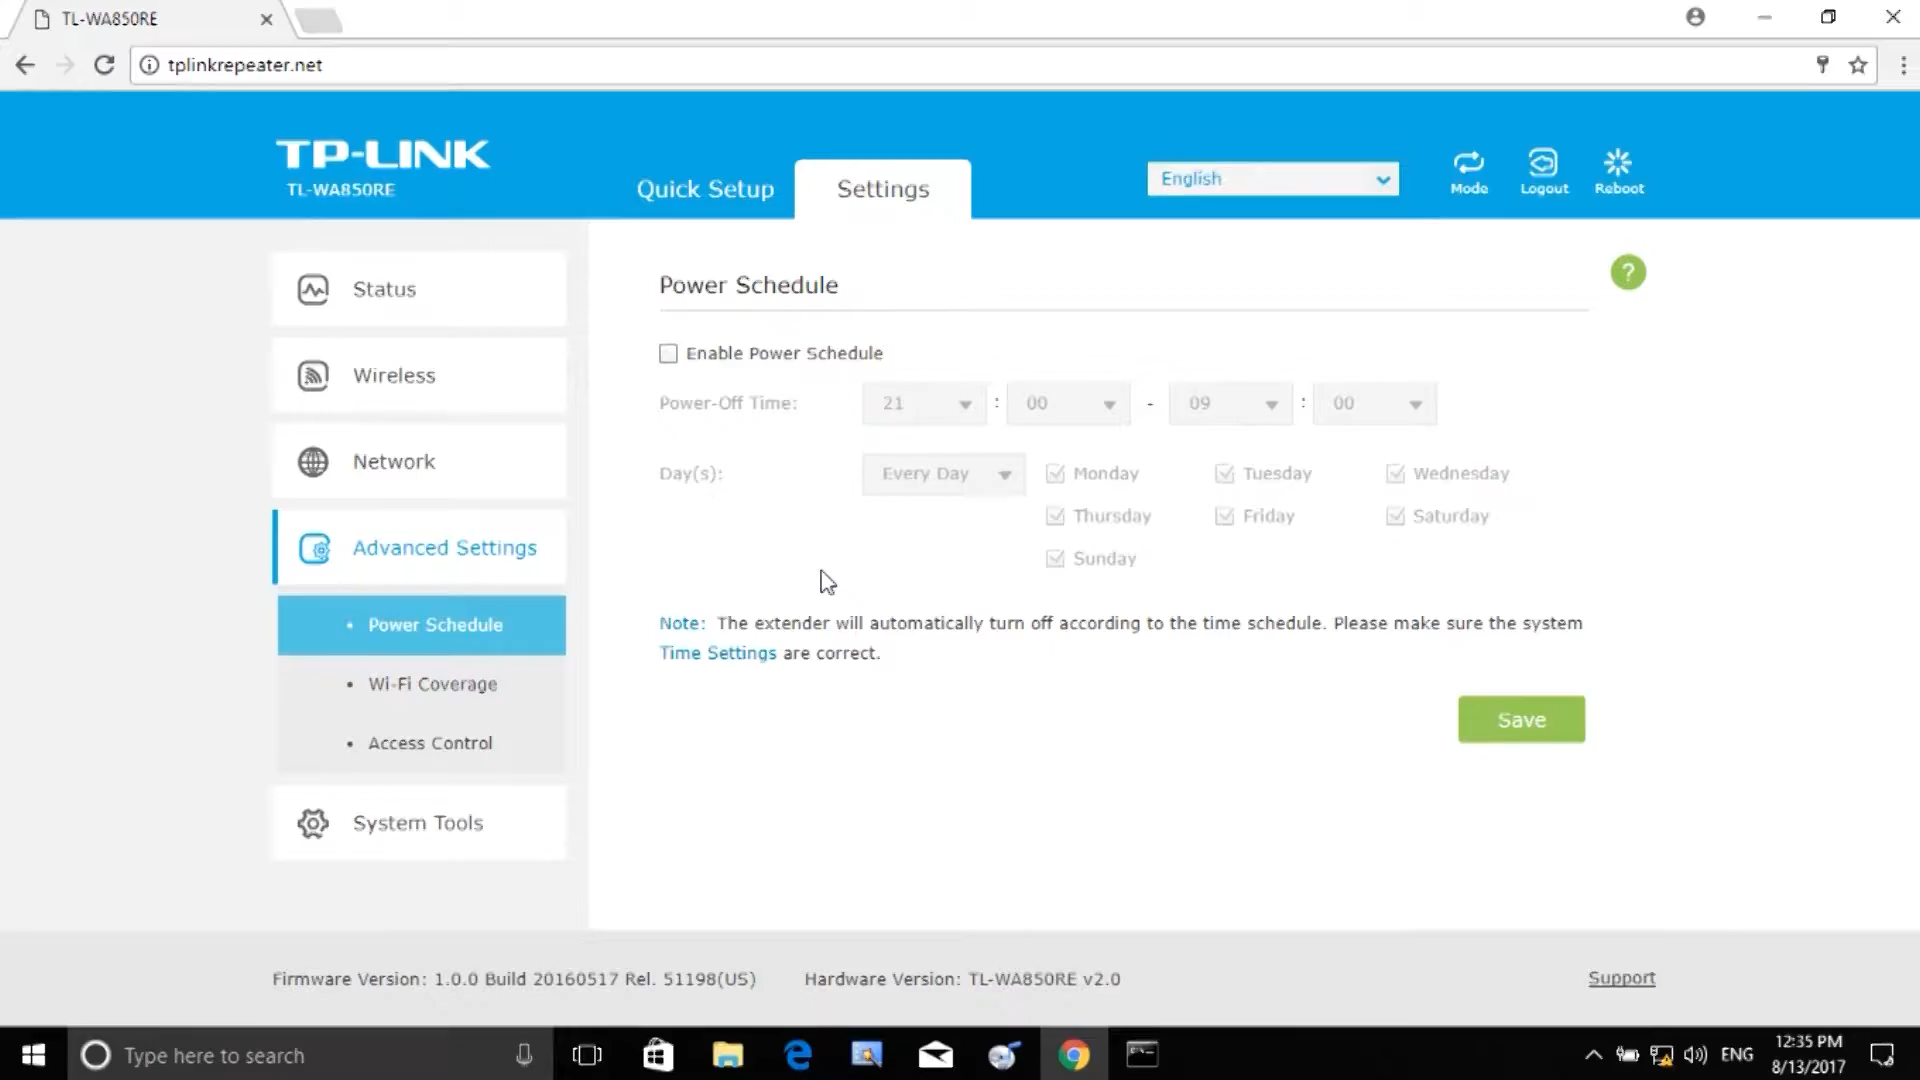 TL-WA850RE
tplinkrepeater.net
TP-LINK
TL-WA850RE
Quick Setup
Settings
English
Mode
Logout
Reboot
Status
Wireless
Network
Advanced Settings
• Power Schedule
• Wi-Fi Coverage
• Access Control
System Tools
Power Schedule
?
Enable Power Schedule
Power-Off Time: 21 : 00 - 09 : 00
Day(s): Every Day Monday Tuesday Wednesday
Thursday Friday Saturday
Sunday
Note: The extender will automatically turn off according to the time schedule. Please make sure the system
Time Settings are correct.
Save
Firmware Version: 1.0.0 Build 20160517 Rel. 51198(US) Hardware Version: TL-WA850RE v2.0 Support
Type here to search
ENG
12:35 PM
8/13/2017